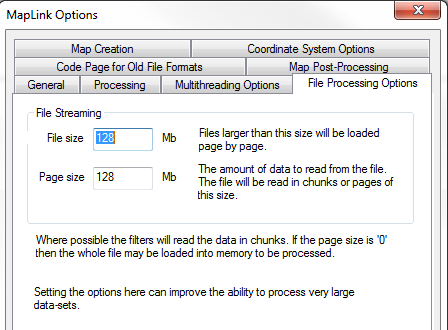 MapLink Options
Map Creation
Coordinate System Options
Code Page for Old File Formats
Map Post-Processing
General
Processing
Multithreading Options
File Processing Options
File Streaming
File size
128
Mb
Files larger than this size will be loaded
page by page.
Page size
128
Mb
The amount of data to read from the file.
The file will be read in chunks or pages of
this size.
Where possible the filters will read the data in chunks. If the page size is '0'
then the whole file may be loaded into memory to be processed.
Setting the options here can improve the ability to process very large
data-sets.